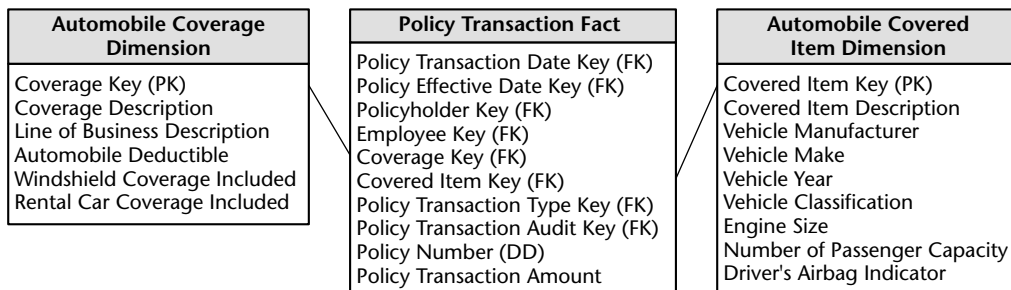 Automobile Coverage
Dimension
Coverage Key (PK)
Coverage Description
Line of Business Description
Automobile Deductible
Windshield Coverage Included
Rental Car Coverage Included
Policy Transaction Fact
Policy Transaction Date Key (FK)
Policy Effective Date Key (FK)
Policyholder Key (FK)
Employee Key (FK)
Coverage Key (FK)
Covered Item Key (FK)
Policy Transaction Type Key (FK)
Policy Transaction Audit Key (FK)
Policy Number (DD)
Policy Transaction Amount
Automobile Covered
Item Dimension
Covered Item Key (PK)
Covered Item Description
Vehicle Manufacturer
Vehicle Make
Vehicle Year
Vehicle Classification
Engine Size
Number of Passenger Capacity
Driver's Airbag Indicator